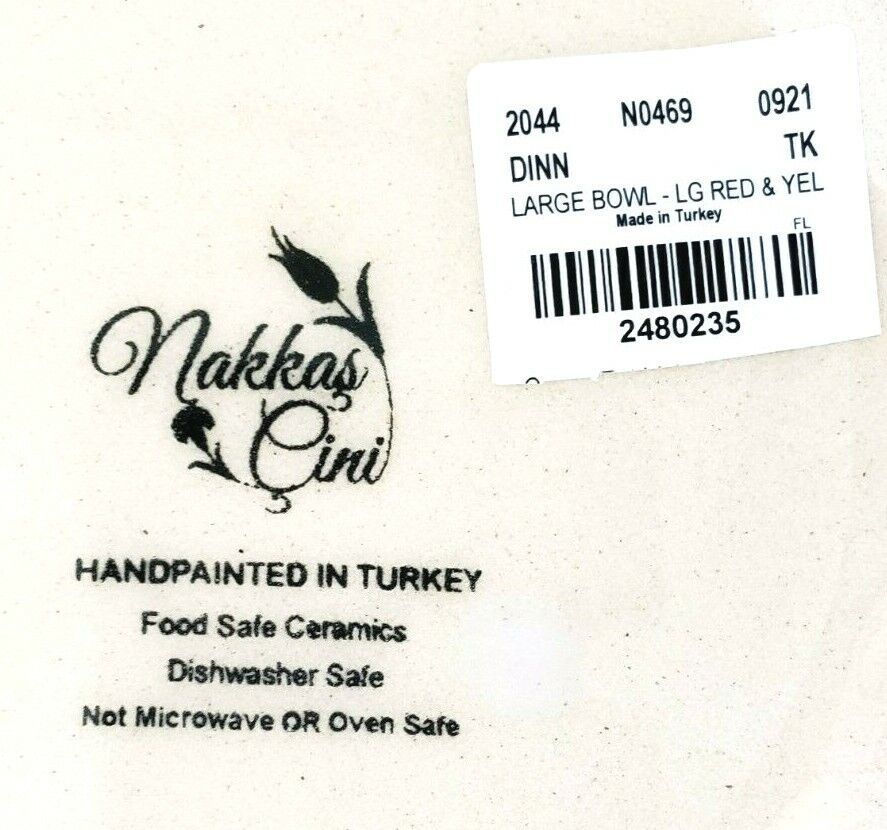 2044 N0469 0921
DINN TK
LARGE BOWL - LG RED & YEL
Made in Turkey
FL
2480235
Nakkaş
Çini
HANDPAINTED IN TURKEY
Food Safe Ceramics
Dishwasher Safe
Not Microwave OR Oven Safe